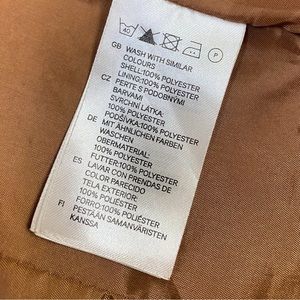 40 P
GB WASH WITH SIMILAR
COLOURS
SHELL:100% POLYESTER
LINING:100% POLYESTER
CZ PERTE S PODOBNÝMI
BARVAMI
SVRCHNÍ LÁTKA:
100% POLYESTER
PODŠÍVKA:100% POLYESTER
DE MIT ÄHNLICHEN FARBEN
WASCHEN
OBERMATERIAL:
100% POLYESTER
FUTTER:100% POLYESTER
ES LAVAR CON PRENDAS DE
COLOR PARECIDO
TELA EXTERIOR:
100% POLIÉSTER
FORRO:100% POLIÉSTER
FI PESTÄÄN SAMANVÄRISTEN
KANSSA